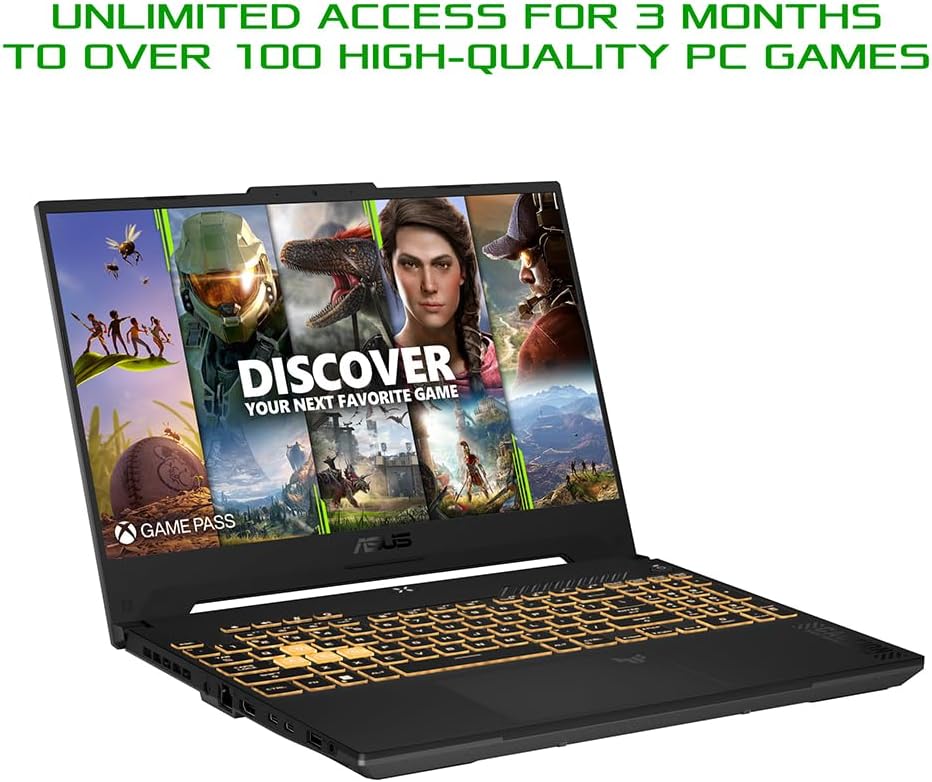 UNLIMITED ACCESS FOR 3 MONTHS
TO OVER 100 HIGH-QUALITY PC GAMES
DISCOVER
YOUR NEXT FAVORITE GAME
GAME PASS
ASUS